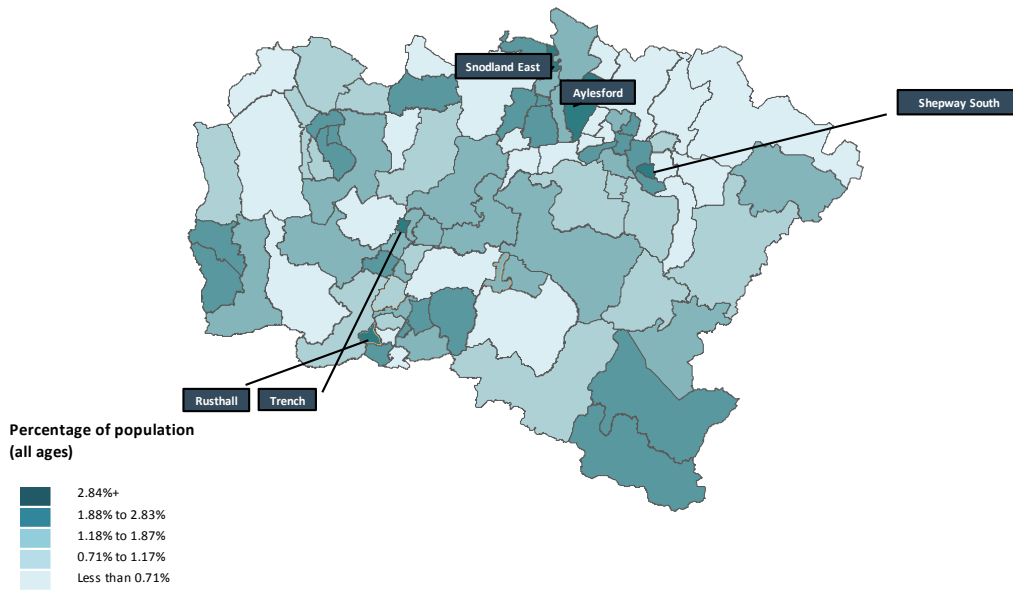 Snodland East
Aylesford
Shepway South
Rusthall
Trench
Percentage of population
(all ages)
2.84%+
1.88% to 2.83%
1.18% to 1.87%
0.71% to 1.17%
Less than 0.71%